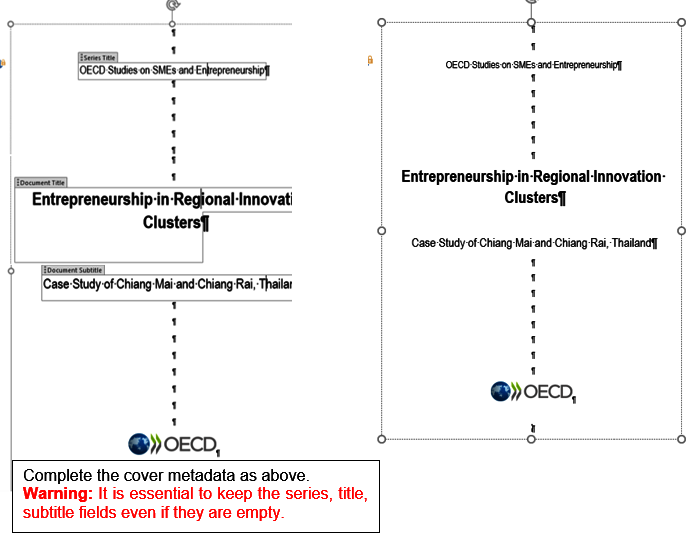 Series Title
OECD Studies on SMEs and Entrepreneurship¶
Document Title
Entrepreneurship·in·Regional·Innovati
Clusters¶
Document Subtitle
Case·Study·of·Chiang·Mai·and·Chiang·Rai,·Thailan
OECD¶
OECD·Studies·on·SMEs·and·Entrepreneurship¶
Entrepreneurship·in·Regional·Innovation·
Clusters¶
Case·Study·of·Chiang·Mai·and·Chiang·Rai,·Thailand¶
OECD¶
Complete the cover metadata as above.
Warning: It is essential to keep the series, title,
subtitle fields even if they are empty.